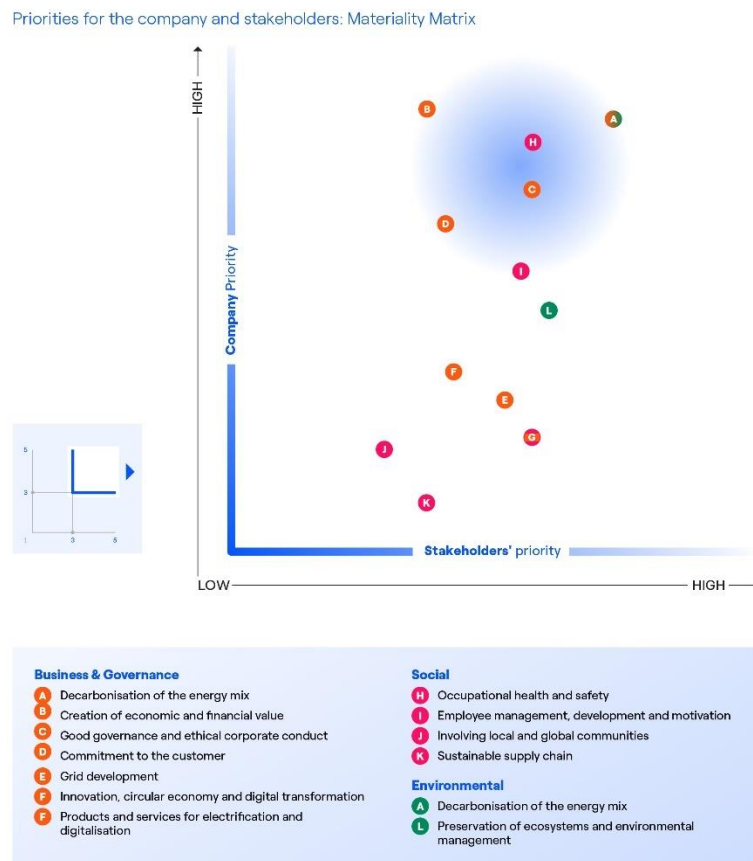 Priorities for the company and stakeholders: Materiality Matrix
HIGH
Company Priority
B
A
H
C
D
I
L
F
E
G
J
K
5
3
1
3
5
Stakeholders' priority
LOW
HIGH
Business & Governance
A Decarbonisation of the energy mix
B Creation of economic and financial value
C Good governance and ethical corporate conduct
D Commitment to the customer
E Grid development
F Innovation, circular economy and digital transformation
F Products and services for electrification and
digitalisation
Social
H Occupational health and safety
I Employee management, development and motivation
J Involving local and global communities
K Sustainable supply chain
Environmental
A Decarbonisation of the energy mix
L Preservation of ecosystems and environmental
management